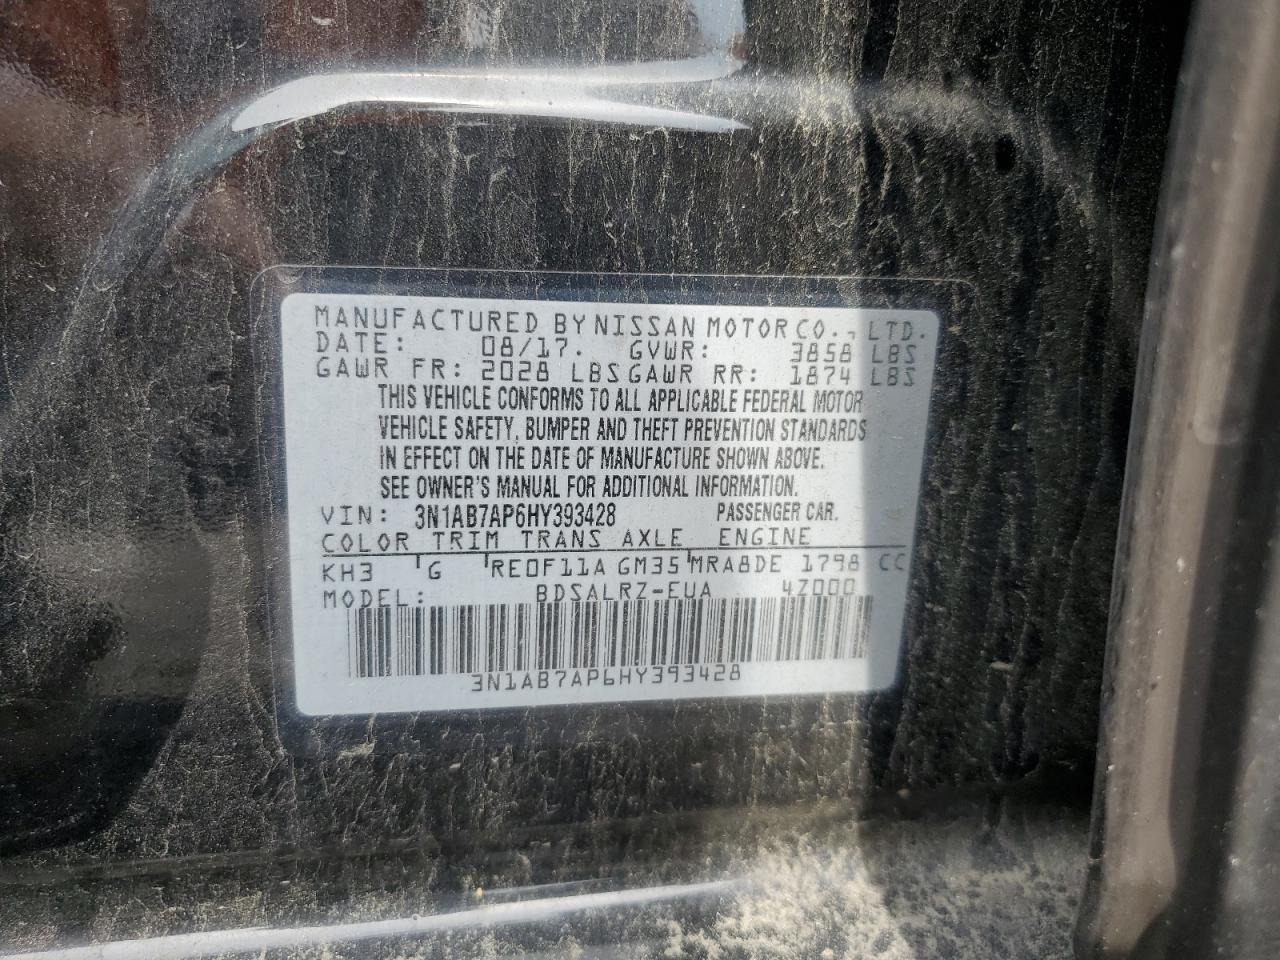 MANUFACTURED BY NISSAN MOTOR CO., LTD.
DATE: 08/17. GVWR: 3858 LBS
GAWR FR: 2028 LBS GAWR RR: 1874 LBS
THIS VEHICLE CONFORMS TO ALL APPLICABLE FEDERAL MOTOR
VEHICLE SAFETY, BUMPER AND THEFT PREVENTION STANDARDS
IN EFFECT ON THE DATE OF MANUFACTURE SHOWN ABOVE.
SEE OWNER'S MANUAL FOR ADDITIONAL INFORMATION.
VIN: 3N1AB7AP6HY393428 PASSENGER CAR.
COLOR TRIM TRANS AXLE ENGINE
KH3 G RE0F11A GM35 MRA8DE 1798 CC
MODEL: BDSALRZ-EUA 4Z000
3N1AB7AP6HY393428